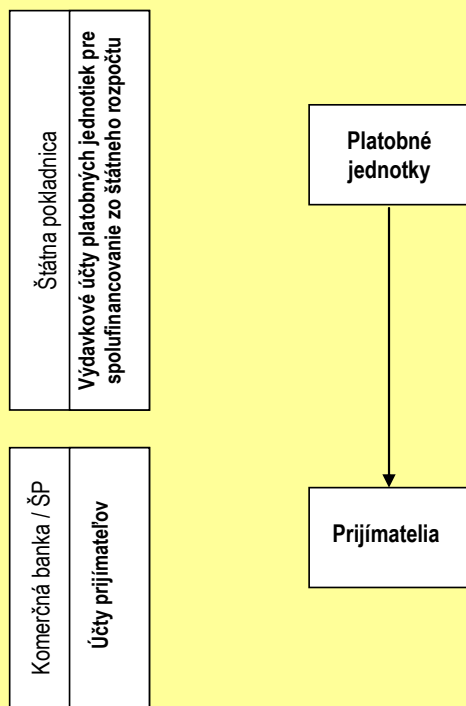 Štátna pokladnica
Výdavkové účty platobných jednotiek pre
spolufinancovanie zo štátneho rozpočtu
Platobné
jednotky
Komerčná banka / ŠP
Účty prijímateľov
Prijímatelia